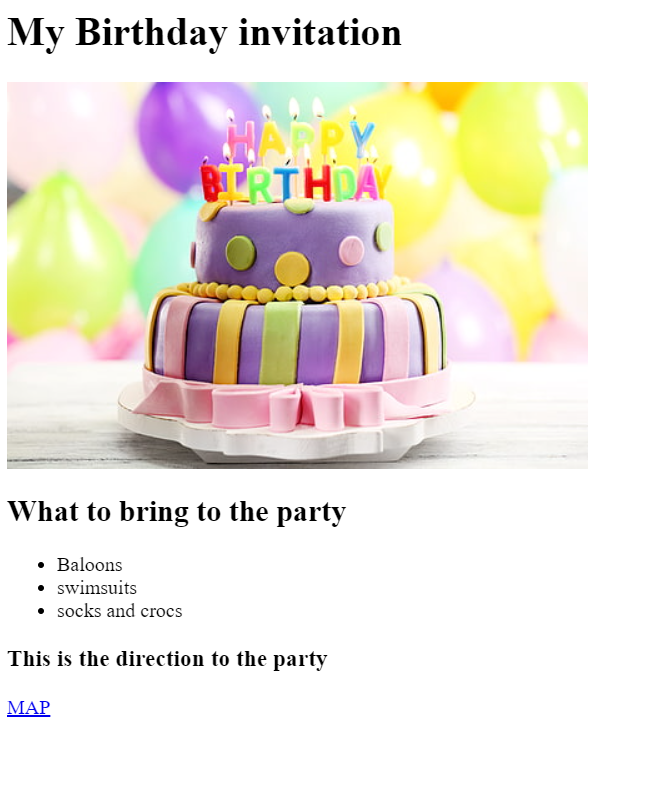 My Birthday invitation
HAPPY
BIRTHDAY
What to bring to the party
Baloons
swimsuits
socks and crocs
This is the direction to the party
MAP